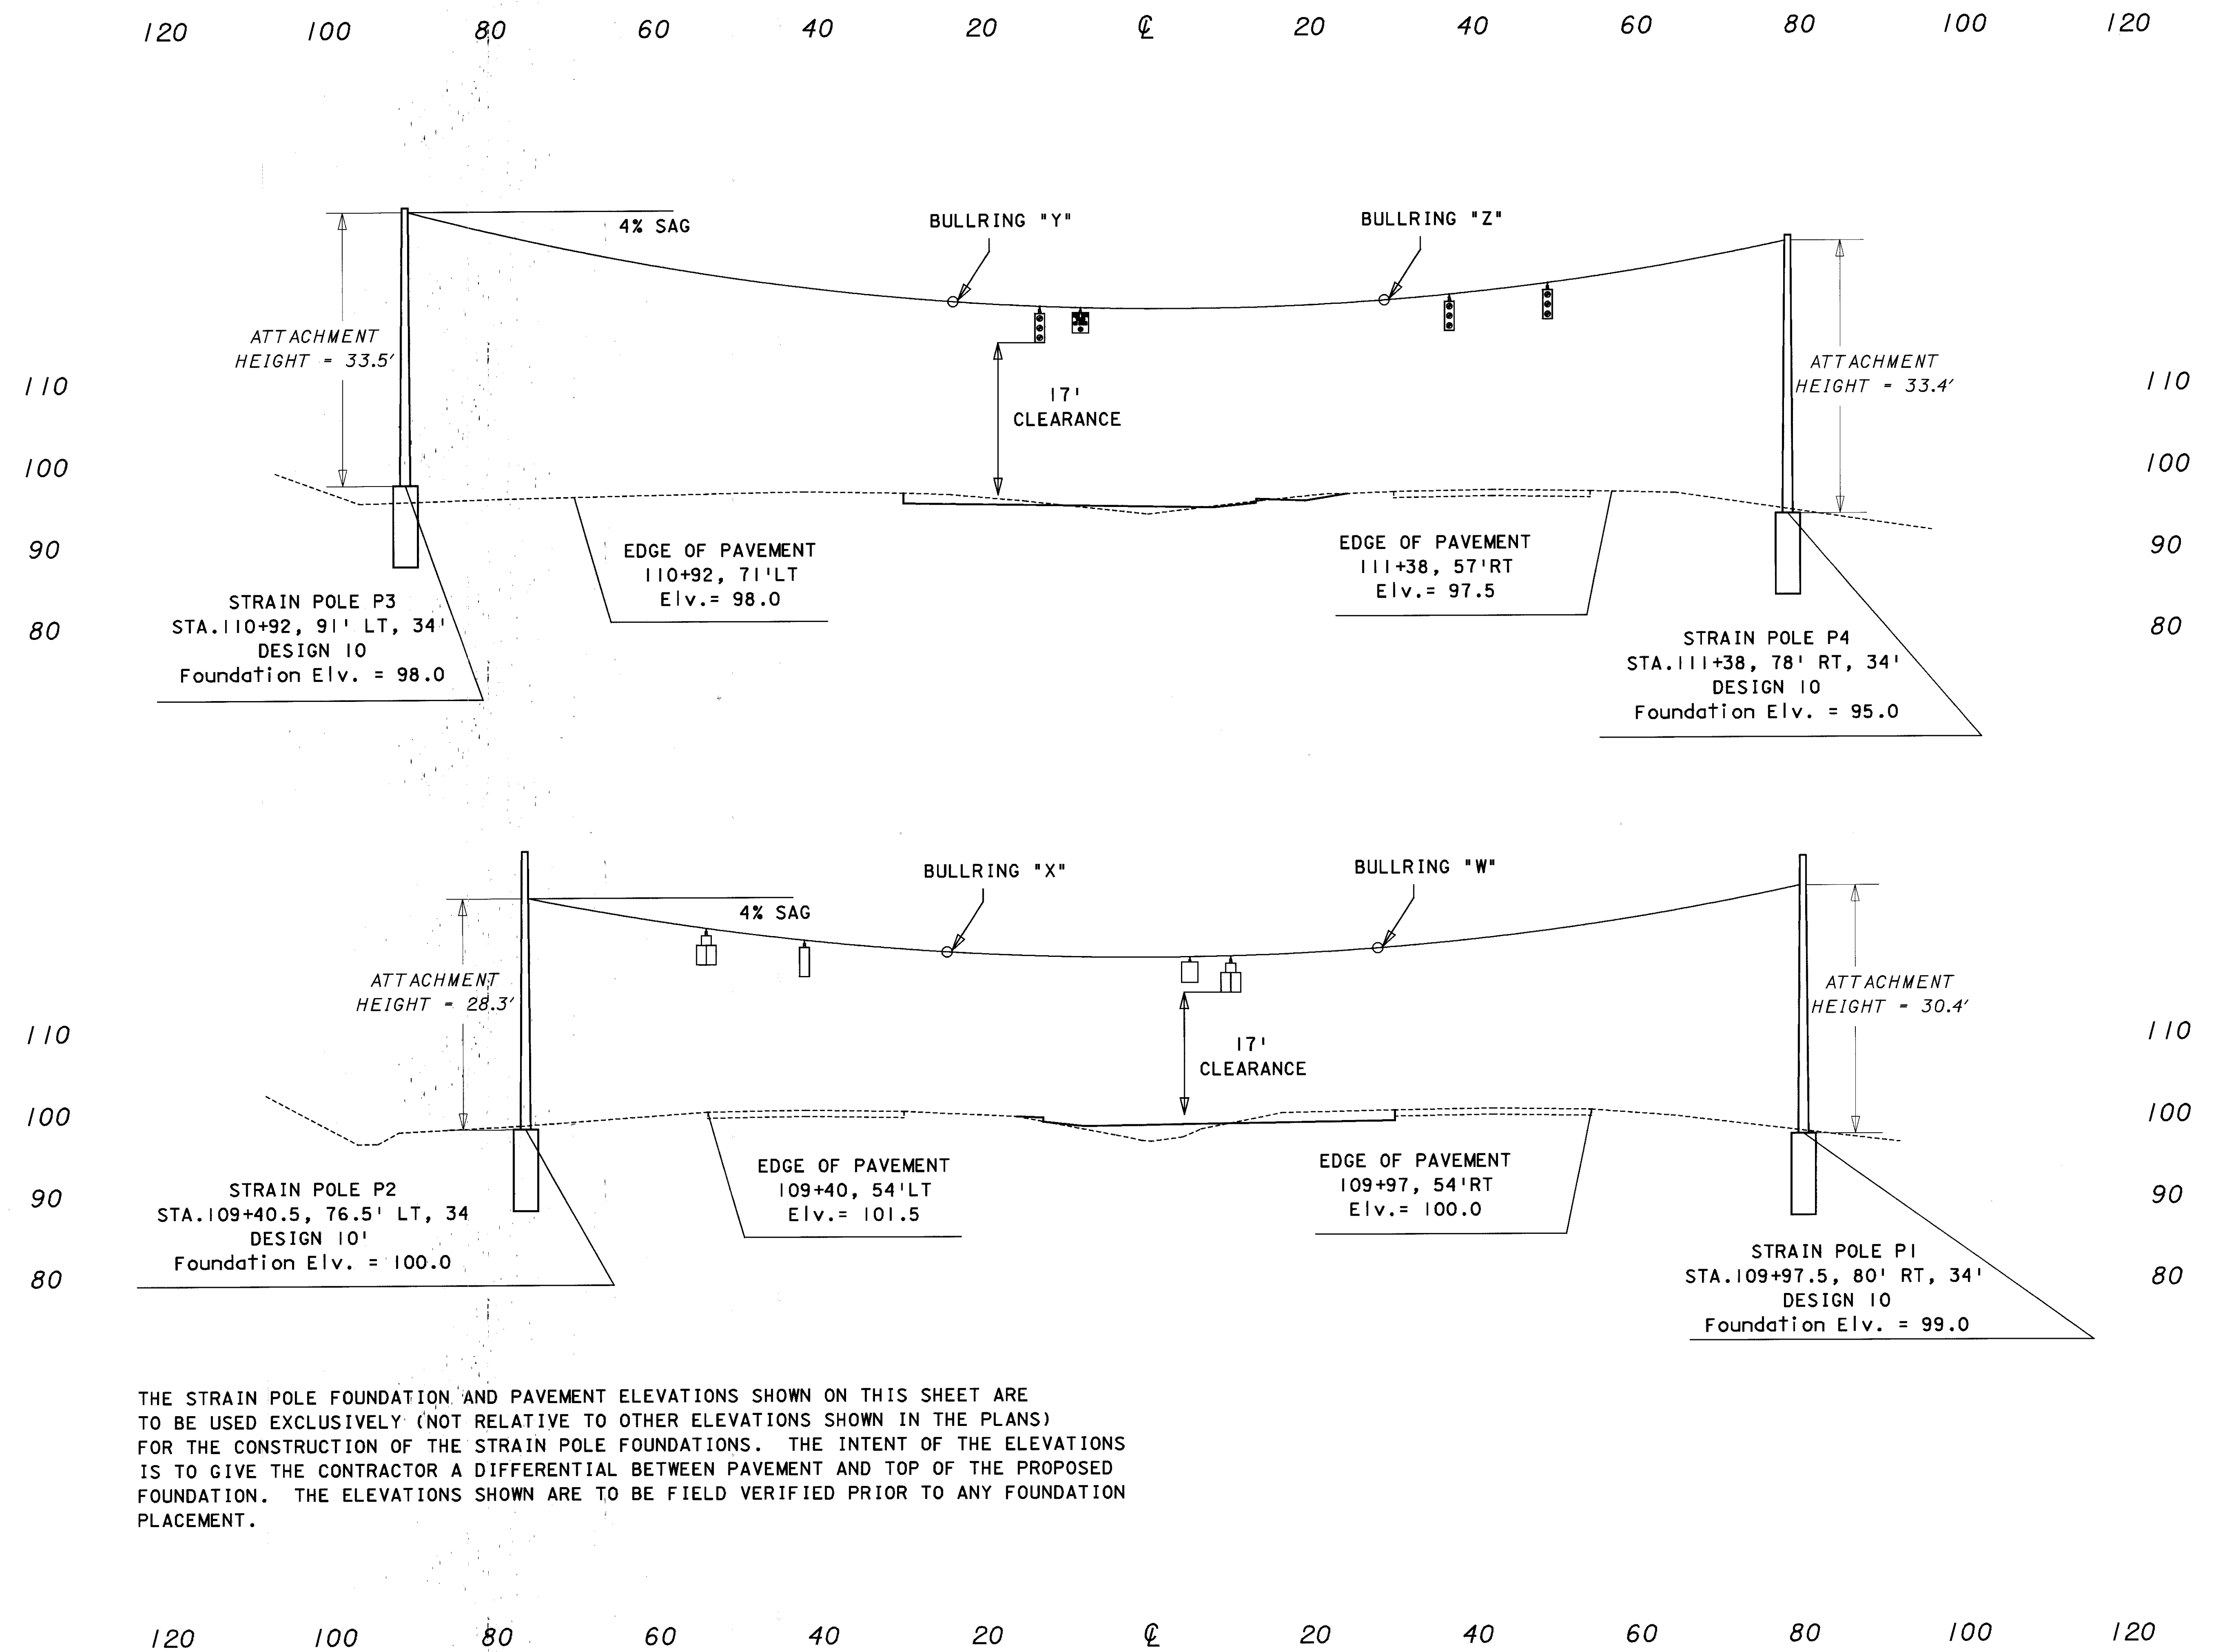 120 100 80 60 40 20 ℄ 20 40 60 80 100 120
4% SAG
BULLRING "Y"
BULLRING "Z"
ATTACHMENT
HEIGHT = 33.5'
ATTACHMENT
HEIGHT = 33.4'
17'
CLEARANCE
110 110
100 100
90 90
80 80
EDGE OF PAVEMENT
110+92, 71'LT
Elv.= 98.0
EDGE OF PAVEMENT
111+38, 57'RT
Elv.= 97.5
STRAIN POLE P3
STA.110+92, 91' LT, 34'
DESIGN 10
Foundation Elv. = 98.0
STRAIN POLE P4
STA.111+38, 78' RT, 34'
DESIGN 10
Foundation Elv. = 95.0
BULLRING "X"
BULLRING "W"
4% SAG
ATTACHMENT
HEIGHT = 28.3'
ATTACHMENT
HEIGHT = 30.4'
17'
CLEARANCE
110 110
100 100
90 90
80 80
EDGE OF PAVEMENT
109+40, 54'LT
Elv.= 101.5
EDGE OF PAVEMENT
109+97, 54'RT
Elv.= 100.0
STRAIN POLE P2
STA.109+40.5, 76.5' LT, 34
DESIGN 10'
Foundation Elv. = 100.0
STRAIN POLE P1
STA.109+97.5, 80' RT, 34'
DESIGN 10
Foundation Elv. = 99.0
THE STRAIN POLE FOUNDATION AND PAVEMENT ELEVATIONS SHOWN ON THIS SHEET ARE
TO BE USED EXCLUSIVELY (NOT RELATIVE TO OTHER ELEVATIONS SHOWN IN THE PLANS)
FOR THE CONSTRUCTION OF THE STRAIN POLE FOUNDATIONS. THE INTENT OF THE ELEVATIONS
IS TO GIVE THE CONTRACTOR A DIFFERENTIAL BETWEEN PAVEMENT AND TOP OF THE PROPOSED
FOUNDATION. THE ELEVATIONS SHOWN ARE TO BE FIELD VERIFIED PRIOR TO ANY FOUNDATION
PLACEMENT.
120 100 80 60 40 20 ℄ 20 40 60 80 100 120